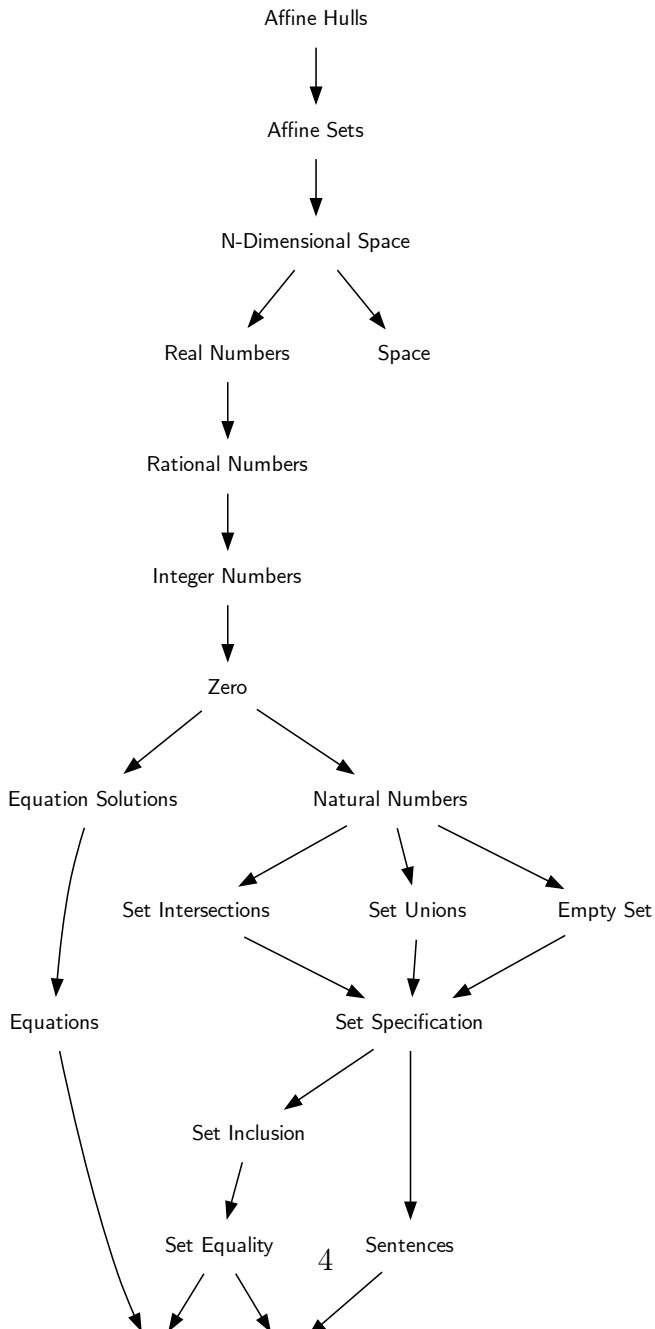 Affine Hulls
Affine Sets
N-Dimensional Space
Real Numbers
Space
Rational Numbers
Integer Numbers
Zero
Equation Solutions
Natural Numbers
Set Intersections
Set Unions
Empty Set
Equations
Set Specification
Set Inclusion
Set Equality
Sentences
4